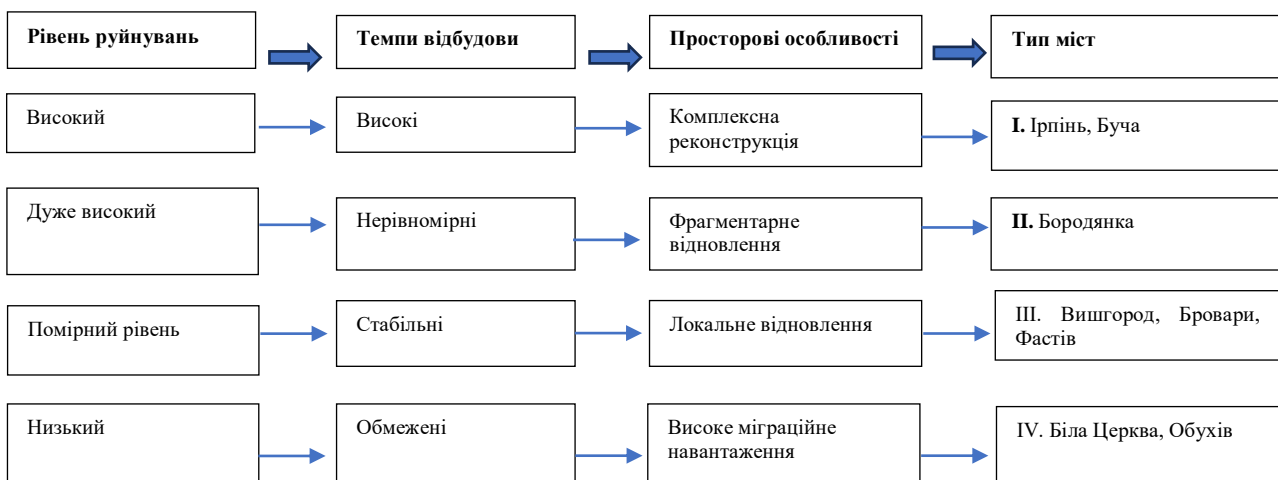 Рівень руйнувань
Темпи відбудови
Просторові особливості
Тип міст
Високий
Високі
Комплексна
реконструкція
I. Ірпінь, Буча
Дуже високий
Нерівномірні
Фрагментарне
відновлення
II. Бородянка
Помірний рівень
Стабільні
Локальне відновлення
III. Вишгород, Бровари,
Фастів
Низький
Обмежені
Високе міграційне
навантаження
IV. Біла Церква, Обухів